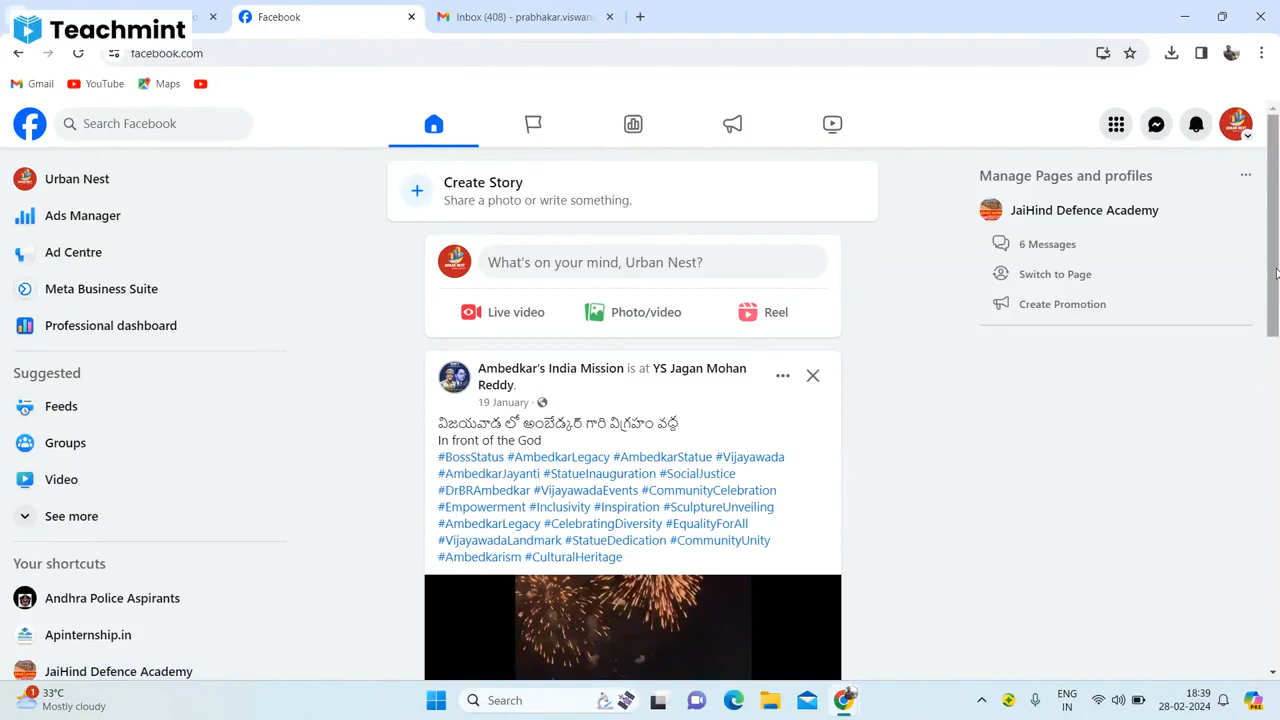 Teachmint
Facebook
Inbox (408) - prabhakar.viswan
facebook.com
Gmail
YouTube
Maps
Search Facebook
Urban Nest
Ads Manager
Ad Centre
Meta Business Suite
Professional dashboard
Suggested
Feeds
Groups
Video
See more
Your shortcuts
Andhra Police Aspirants
Apinternship.in
JaiHind Defence Academy
Create Story
Share a photo or write something.
What's on your mind, Urban Nest?
Live video
Photo/video
Reel
Ambedkar's India Mission is at YS Jagan Mohan
Reddy.
19 January ·
విజయవాడ లో అంబేడ్కర్ గారి విగ్రహం వద్ద
In front of the God
#BossStatus #AmbedkarLegacy #AmbedkarStatue #Vijayawada
#AmbedkarJayanti #StatueInauguration #SocialJustice
#DrBRAmbedkar #VijayawadaEvents #CommunityCelebration
#Empowerment #Inclusivity #Inspiration #SculptureUnveiling
#AmbedkarLegacy #CelebratingDiversity #EqualityForAll
#VijayawadaLandmark #StatueDedication #CommunityUnity
#Ambedkarism #CulturalHeritage
Manage Pages and profiles
JaiHind Defence Academy
6 Messages
Switch to Page
Create Promotion
1
33°C
Mostly cloudy
Search
ENG
IN
18:39
28-02-2024